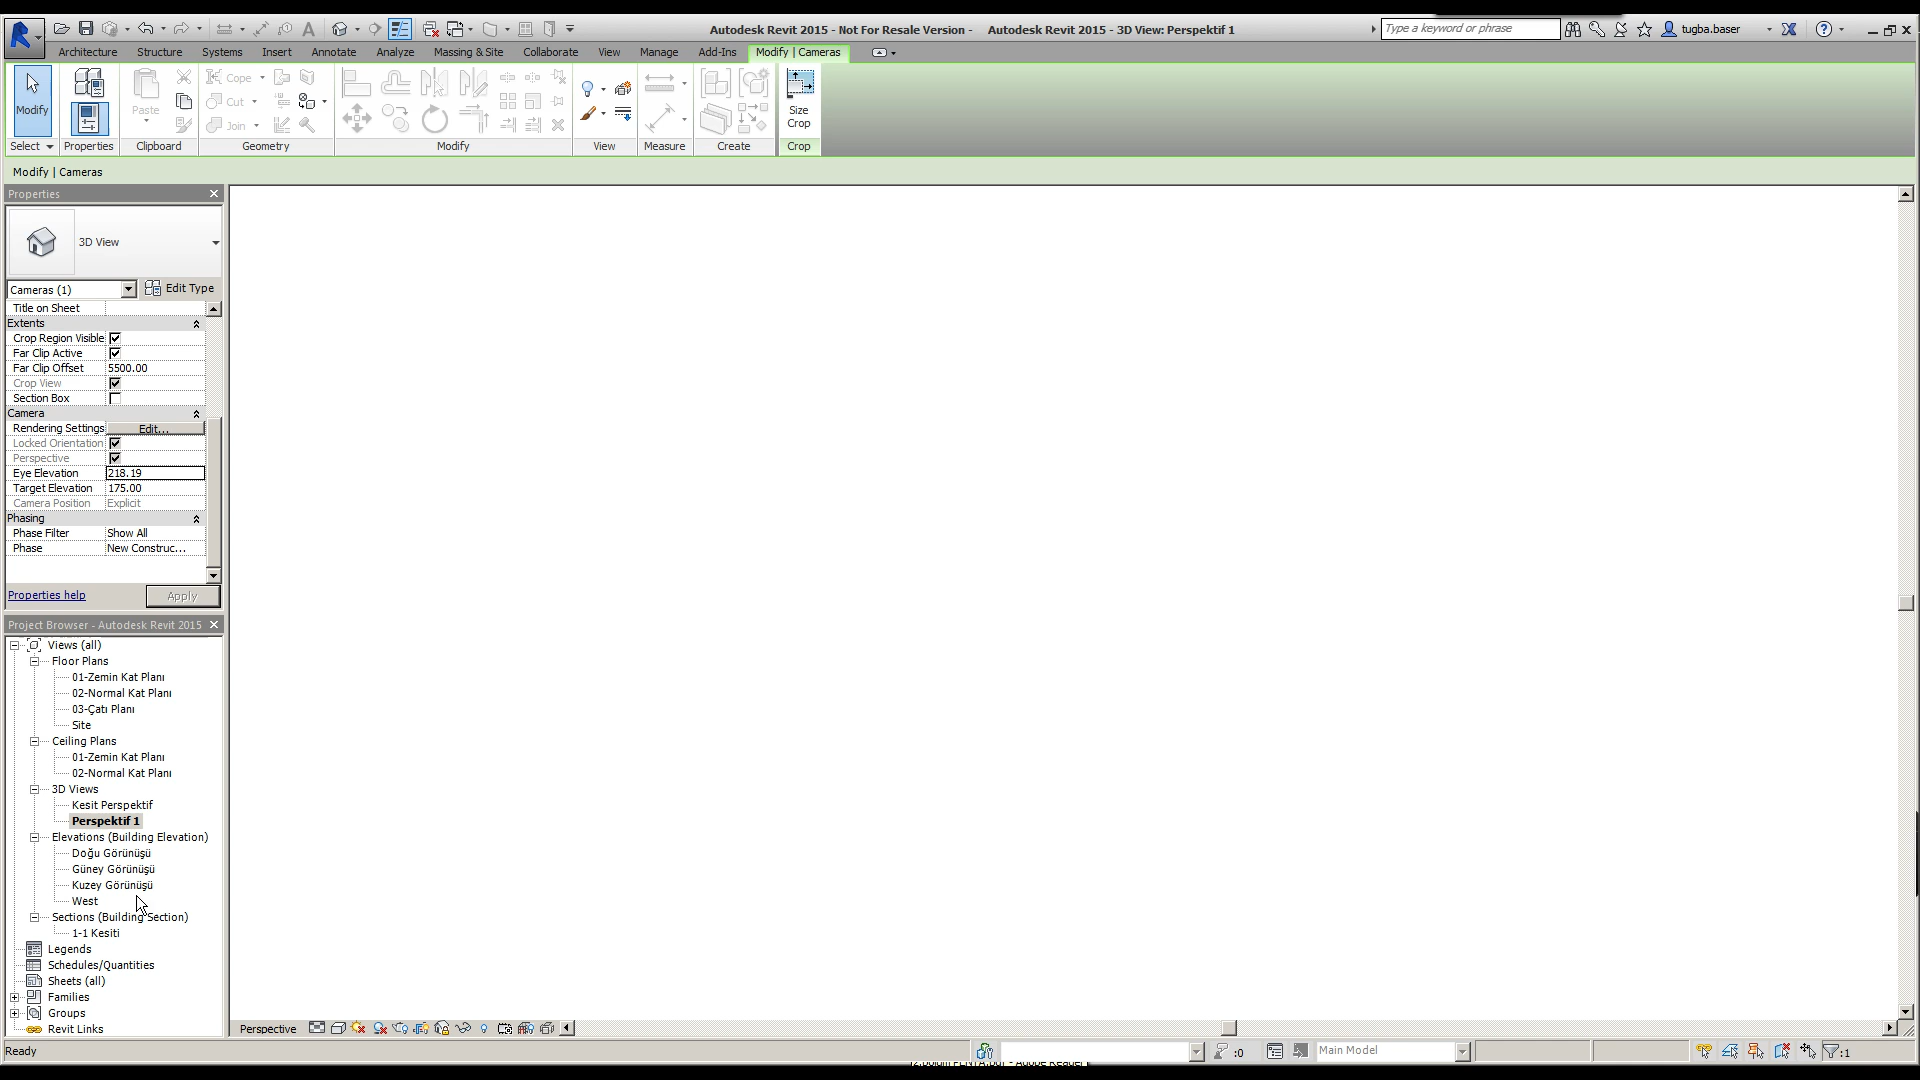 Autodesk Revit 2015 - Not For Resale Version - Autodesk Revit 2015 - 3D View: Perspektif 1
Type a keyword or phrase
tugba.baser
Architecture Structure Systems Insert Annotate Analyze Massing & Site Collaborate View Manage Add-Ins Modify | Cameras
Modify
Paste
Cope
Cut
Join
Size
Crop
Select Properties Clipboard Geometry Modify View Measure Create Crop
Modify | Cameras
Properties
3D View
Cameras (1) Edit Type
Title on Sheet
Extents
Crop Region Visible
Far Clip Active
Far Clip Offset 5500.00
Crop View
Section Box
Camera
Rendering Settings Edit...
Locked Orientation
Perspective
Eye Elevation 218.19
Target Elevation 175.00
Camera Position Explicit
Phasing
Phase Filter Show All
Phase New Construc...
Properties help Apply
Project Browser - Autodesk Revit 2015
Views (all)
Floor Plans
01-Zemin Kat Planı
02-Normal Kat Planı
03-Çatı Planı
Site
Ceiling Plans
01-Zemin Kat Planı
02-Normal Kat Planı
3D Views
Kesit Perspektif
Perspektif 1
Elevations (Building Elevation)
Doğu Görünüşü
Güney Görünüşü
Kuzey Görünüşü
West
Sections (Building Section)
1-1 Kesiti
Legends
Schedules/Quantities
Sheets (all)
Families
Groups
Revit Links
Perspective
Ready
:0
Main Model
:1